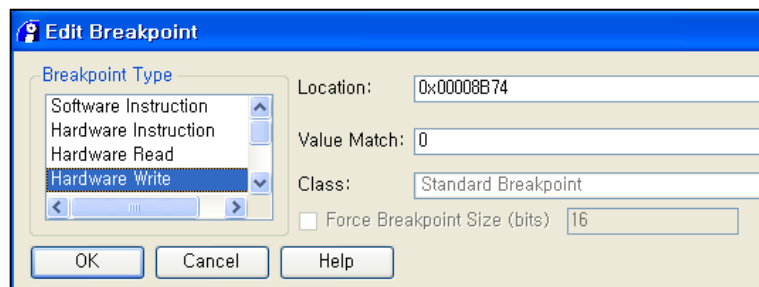 Edit Breakpoint
Breakpoint Type
Software Instruction
Hardware Instruction
Hardware Read
Hardware Write
Location: 0x00008B74
Value Match: 0
Class: Standard Breakpoint
Force Breakpoint Size (bits) 16
OK Cancel Help